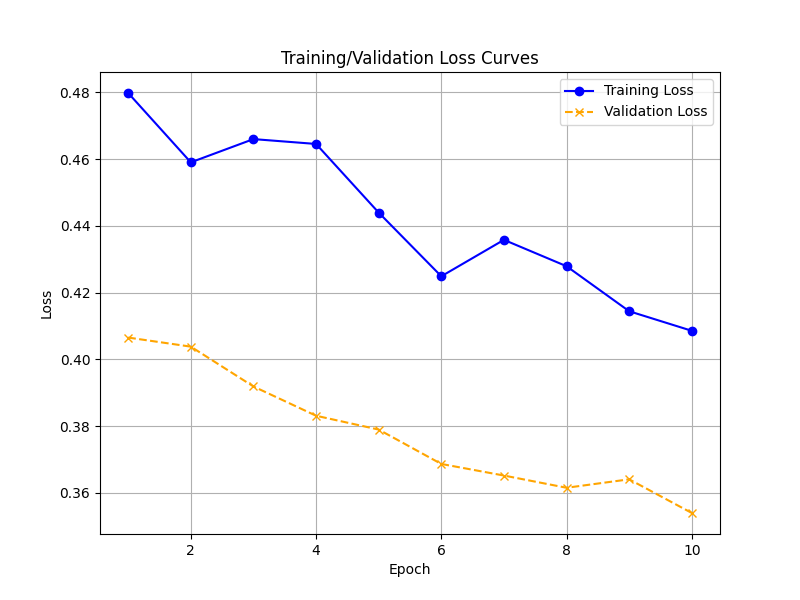 Training/Validation Loss Curves
Training Loss
Validation Loss
0.48
0.46
0.44
0.42
0.40
0.38
0.36
Loss
2 4 6 8 10
Epoch